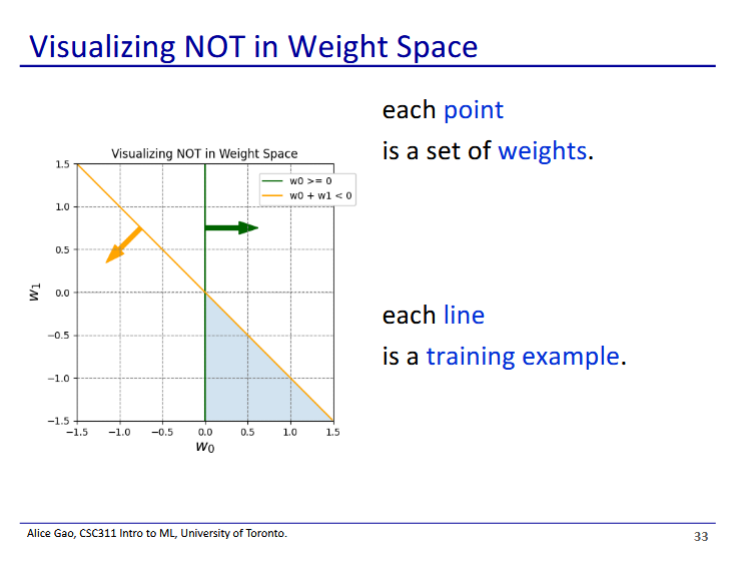 Visualizing NOT in Weight Space
each point
is a set of weights.
Visualizing NOT in Weight Space
w0 >= 0
w0 + w1 < 0
1.5
1.0
0.5
0.0
−0.5
−1.0
−1.5
w1
−1.5 −1.0 −0.5 0.0 0.5 1.0 1.5
w0
each line
is a training example.
Alice Gao, CSC311 Intro to ML, University of Toronto.
33